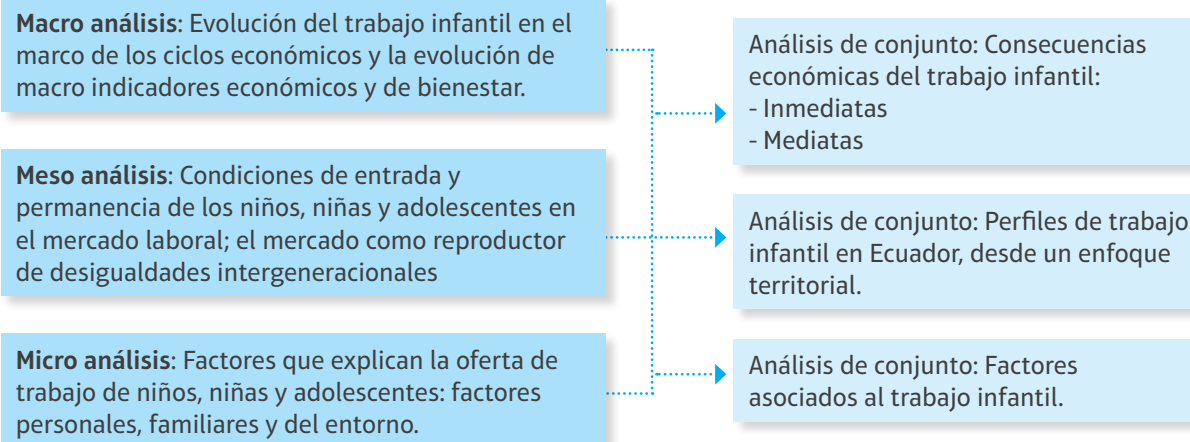 Macro análisis: Evolución del trabajo infantil en el
marco de los ciclos económicos y la evolución de
macro indicadores económicos y de bienestar.
Meso análisis: Condiciones de entrada y
permanencia de los niños, niñas y adolescentes en
el mercado laboral; el mercado como reproductor
de desigualdades intergeneracionales
Micro análisis: Factores que explican la oferta de
trabajo de niños, niñas y adolescentes: factores
personales, familiares y del entorno.
Análisis de conjunto: Consecuencias
económicas del trabajo infantil:
- Inmediatas
- Mediatas
Análisis de conjunto: Perfiles de trabajo
infantil en Ecuador, desde un enfoque
territorial.
Análisis de conjunto: Factores
asociados al trabajo infantil.